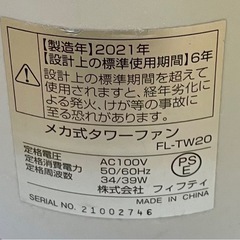 【製造年】2021年
【設計上の標準使用期間】6年
設計上の標準使用期間を超えて
使用されますと、経年劣化に
よる発火、けが等の事故に
至る恐れがあります。
メカ式タワーファン
FL-TW20
定格電圧 AC100V
定格消費電力 50/60Hz
定格周波数 34/39W
株式会社 フィフティ
PSE
MADE IN CHINA
SERIAL NO. 21002746